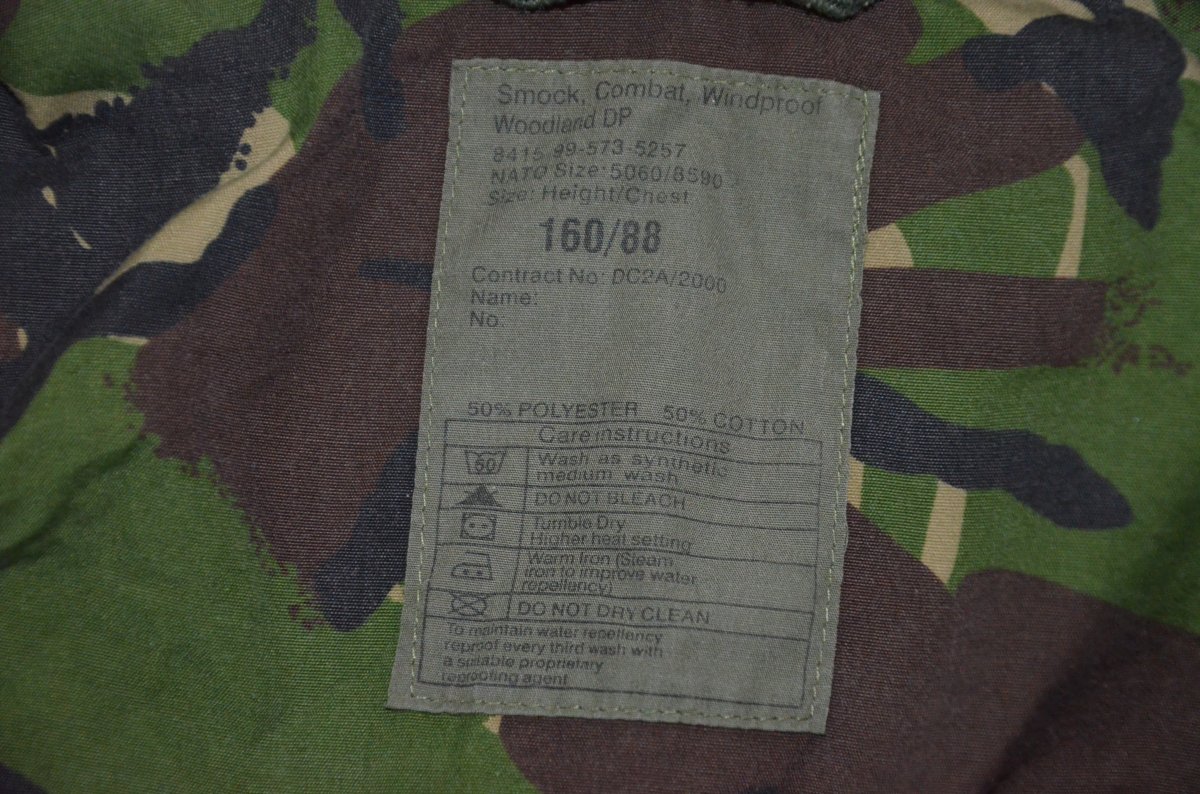 Smock, Combat, Windproof
Woodland DP
8415-99-573-5257
NATO Size: 5060/8590
Size: Height/Chest
160/88
Contract No: DC2A/2000
Name:
No.
50% POLYESTER 50% COTTON
Care instructions
60 Wash as synthetic
medium wash
DO NOT BLEACH
Tumble Dry
Higher heat setting
Warm Iron (Steam
iron to improve water
repellency)
DO NOT DRY CLEAN
To maintain water repellency
reproof every third wash with
a suitable proprietary
reproofing agent